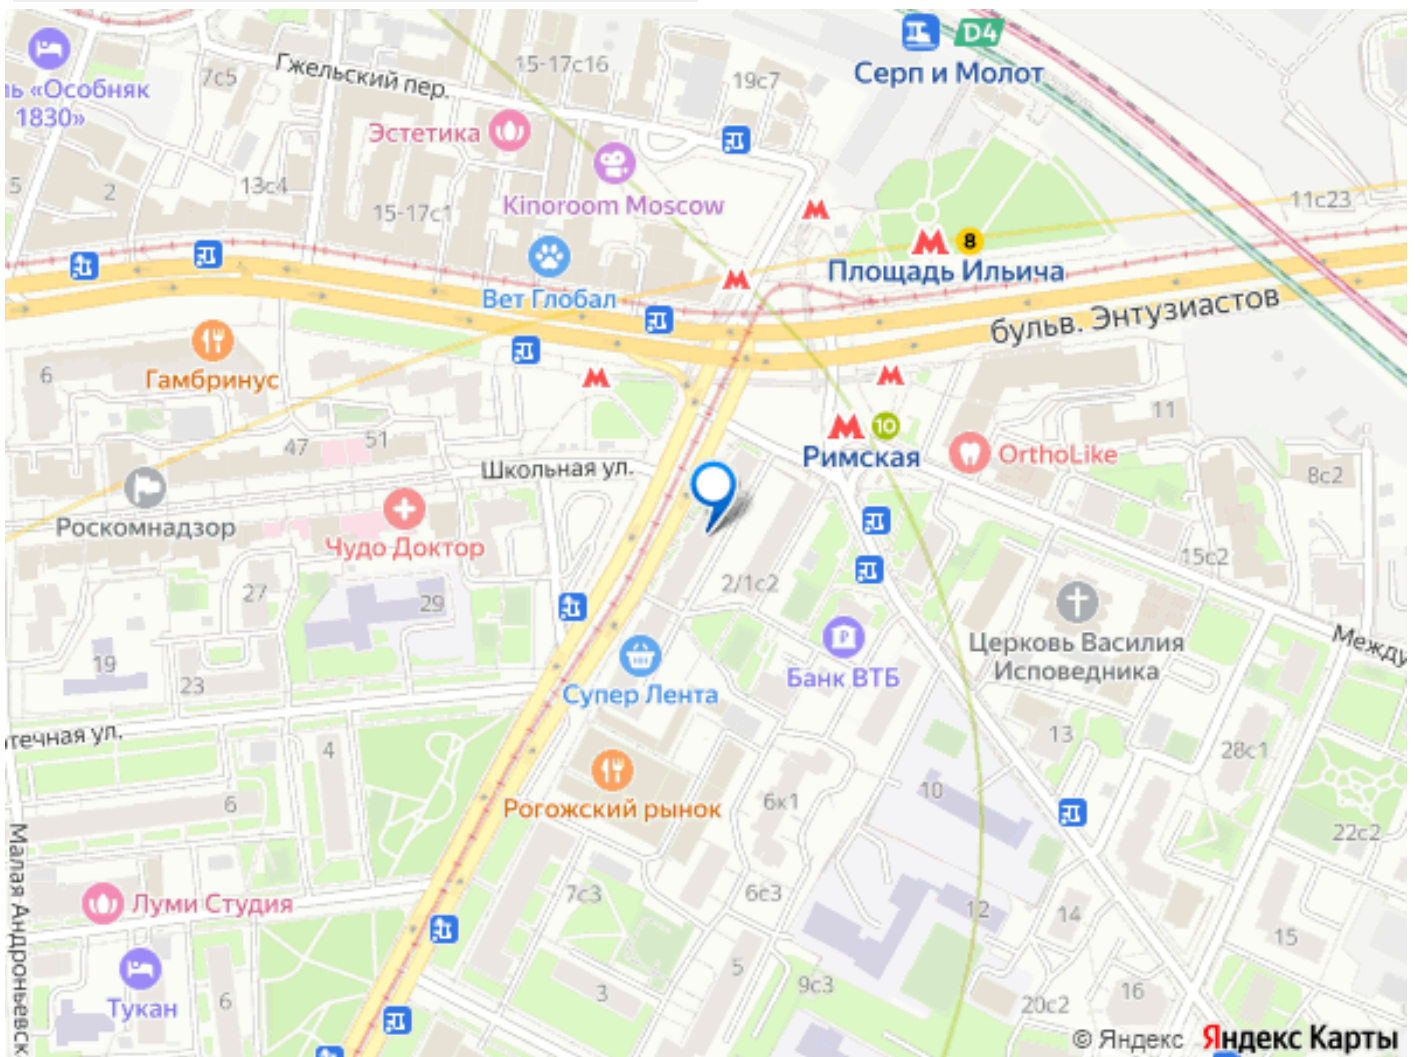 D4
Серп и Молот
Гжельский пер.
15-17с16
19с7
7с5
ль «Особняк
1830»
Эстетика
Kinoroom Moscow
5
2
13с4
15-17с1
11с23
М
М 8
Площадь Ильича
М
Вет Глобал
бульв. Энтузиастов
Гамбринус
6
М
М
11
47
51
М 10
Римская
OrthoLike
Школьная ул.
8с2
Роскомнадзор
Чудо Доктор
15с2
2/1с2
27
29
Церковь Василия
Исповедника
Между
19
23
Супер Лента
Банк ВТБ
течная ул.
4
13
28с1
6
Рогожский рынок
6к1
10
22с2
Малая Андроньевск
Луми Студия
7с3
6с3
12
14
15
Тукан
6
5
3
9с3
20с2
16
© Яндекс Яндекс Карты